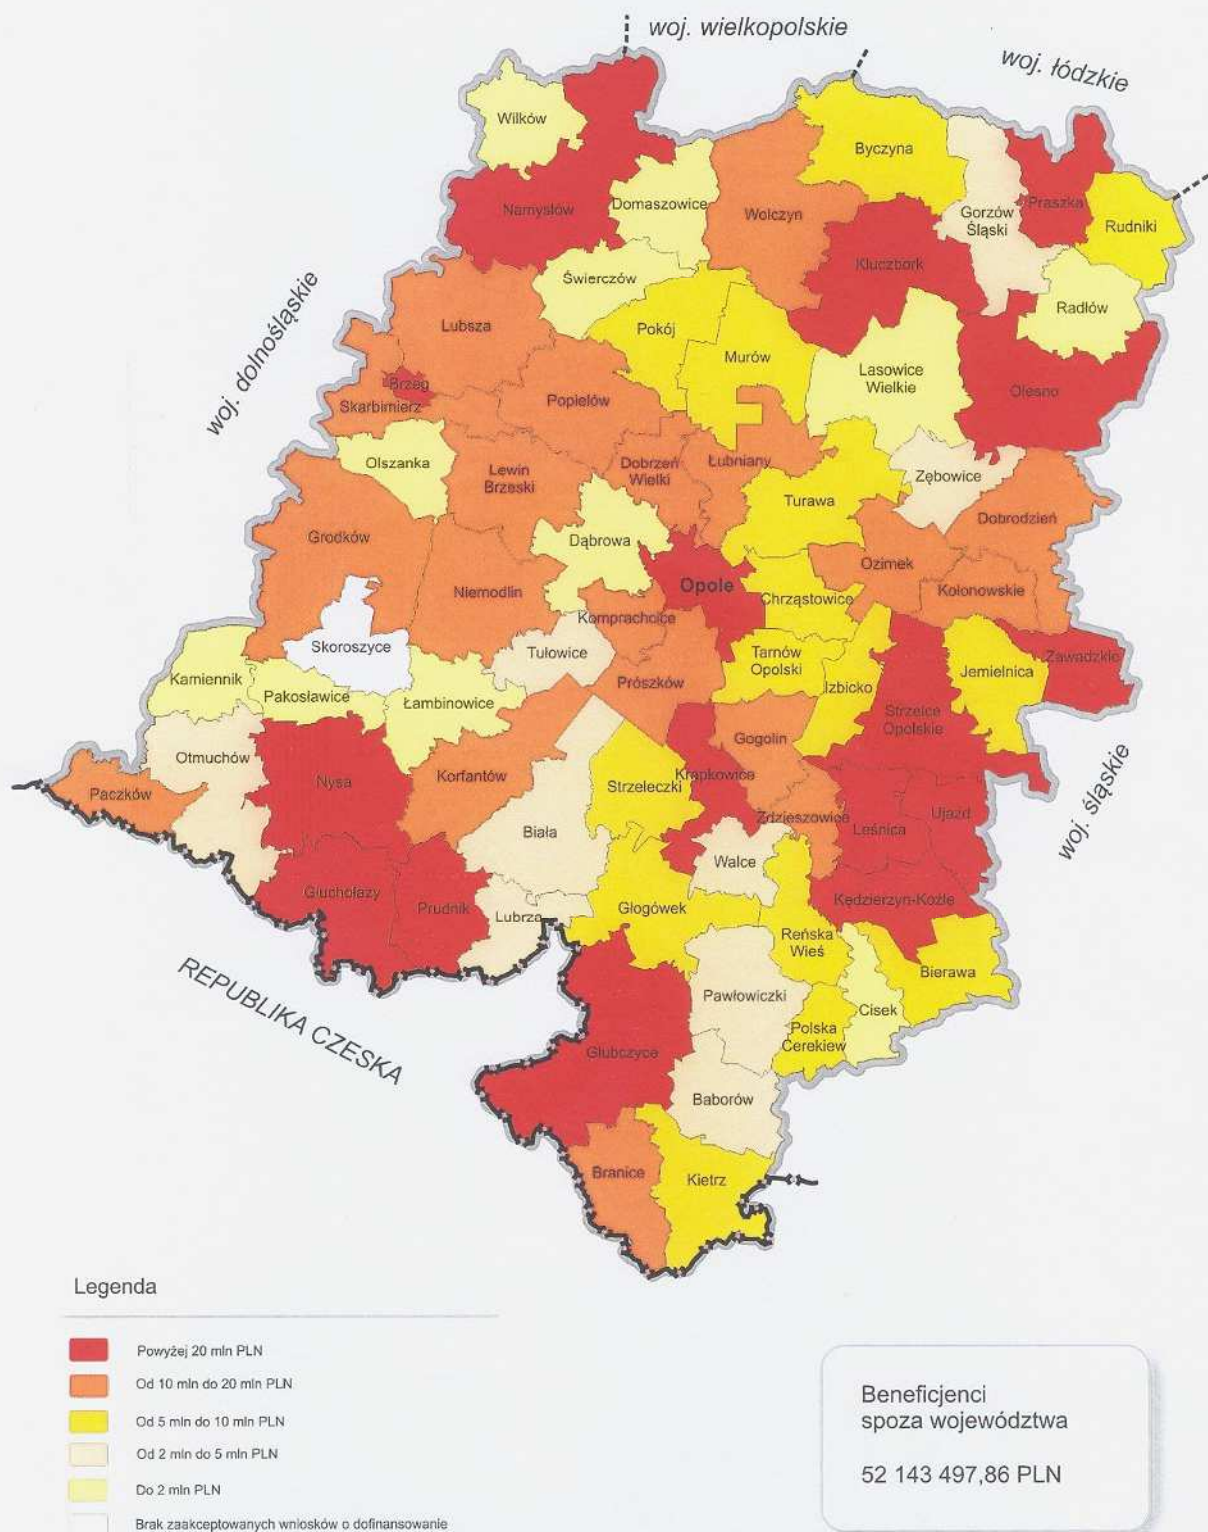 woj. wielkopolskie
woj. łódzkie
Wilków
Byczyna
Namysłów
Domaszowice
Wołczyn
Gorzów
Śląski
Praszka
Rudniki
Kluczbork
Świerczów
Radłów
woj. dolnośląskie
Lubsza
Pokój
Murów
Lasowice
Wielkie
Olesno
Brzeg
Skarbimierz
Popielów
Olszanka
Lewin
Brzeski
Dobrzeń
Wielki
Łubniany
Zębowice
Turawa
Dobrodzień
Grodków
Dąbrowa
Ozimek
Niemodlin
Opole
Chrząstowice
Kolonowskie
Komprachcice
Skoroszyce
Tułowice
Tarnów
Opolski
Zawadzkie
Jemielnica
Kamiennik
Pakosławice
Łambinowice
Prószków
Izbicko
Strzelce
Opolskie
Gogolin
Otmuchów
Korfantów
Krapkowice
Nysa
Strzeleczki
woj. śląskie
Paczków
Zdzieszowice
Ujazd
Leśnica
Biała
Walce
Głuchołazy
Prudnik
Kędzierzyn-Koźle
Lubrza
Głogówek
Reńska
Wieś
Bierawa
REPUBLIKA CZESKA
Pawłowiczki
Cisek
Polska
Cerekiew
Głubczyce
Baborów
Branice
Kietrz
Legenda
Powyżej 20 mln PLN
Od 10 mln do 20 mln PLN
Od 5 mln do 10 mln PLN
Od 2 mln do 5 mln PLN
Do 2 mln PLN
Brak zaakceptowanych wniosków o dofinansowanie
Beneficjenci
spoza województwa
52 143 497,86 PLN